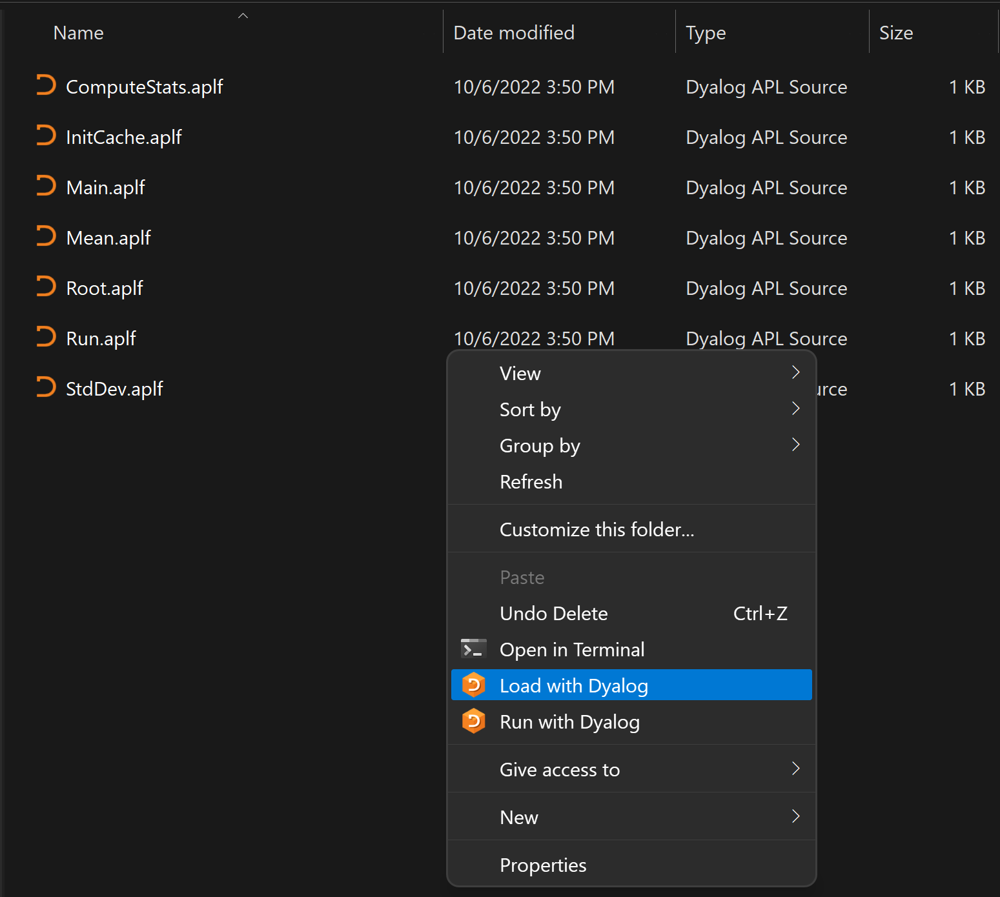 Name Date modified Type Size
ComputeStats.aplf 10/6/2022 3:50 PM Dyalog APL Source 1 KB
InitCache.aplf 10/6/2022 3:50 PM Dyalog APL Source 1 KB
Main.aplf 10/6/2022 3:50 PM Dyalog APL Source 1 KB
Mean.aplf 10/6/2022 3:50 PM Dyalog APL Source 1 KB
Root.aplf 10/6/2022 3:50 PM Dyalog APL Source 1 KB
Run.aplf 10/6/2022 3:50 PM Dyalog APL Source 1 KB
StdDev.aplf 1 KB
View
Sort by
Group by
Refresh
Customize this folder...
Paste
Undo Delete Ctrl+Z
Open in Terminal
Load with Dyalog
Run with Dyalog
Give access to
New
Properties